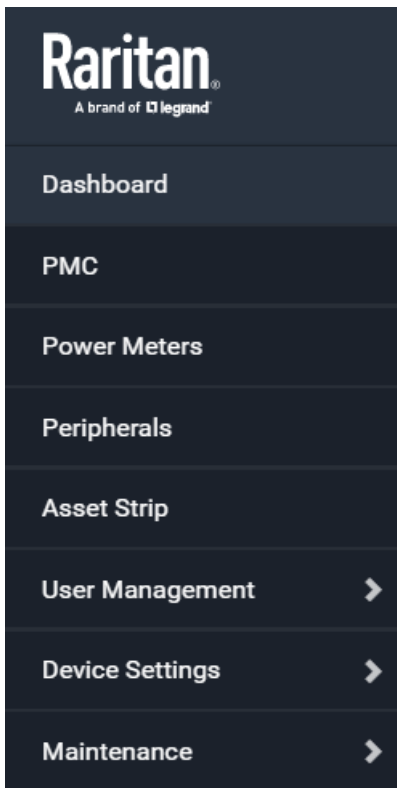 Raritan®
A brand of legrand®
Dashboard
PMC
Power Meters
Peripherals
Asset Strip
User Management
Device Settings
Maintenance